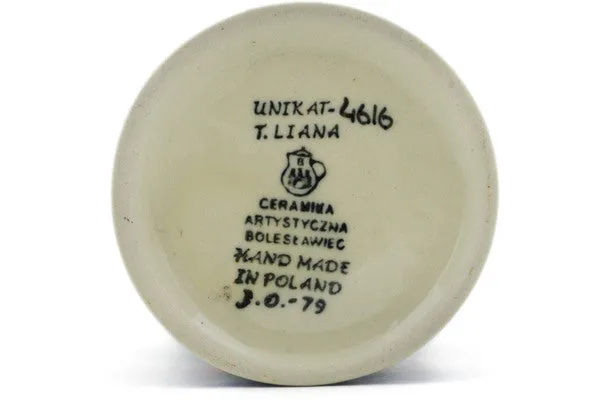 UNIKAT-4616
T. LIANA
CERAMIKA
ARTYSTYCZNA
BOLESŁAWIEC
HAND MADE
IN POLAND
J.O.-79